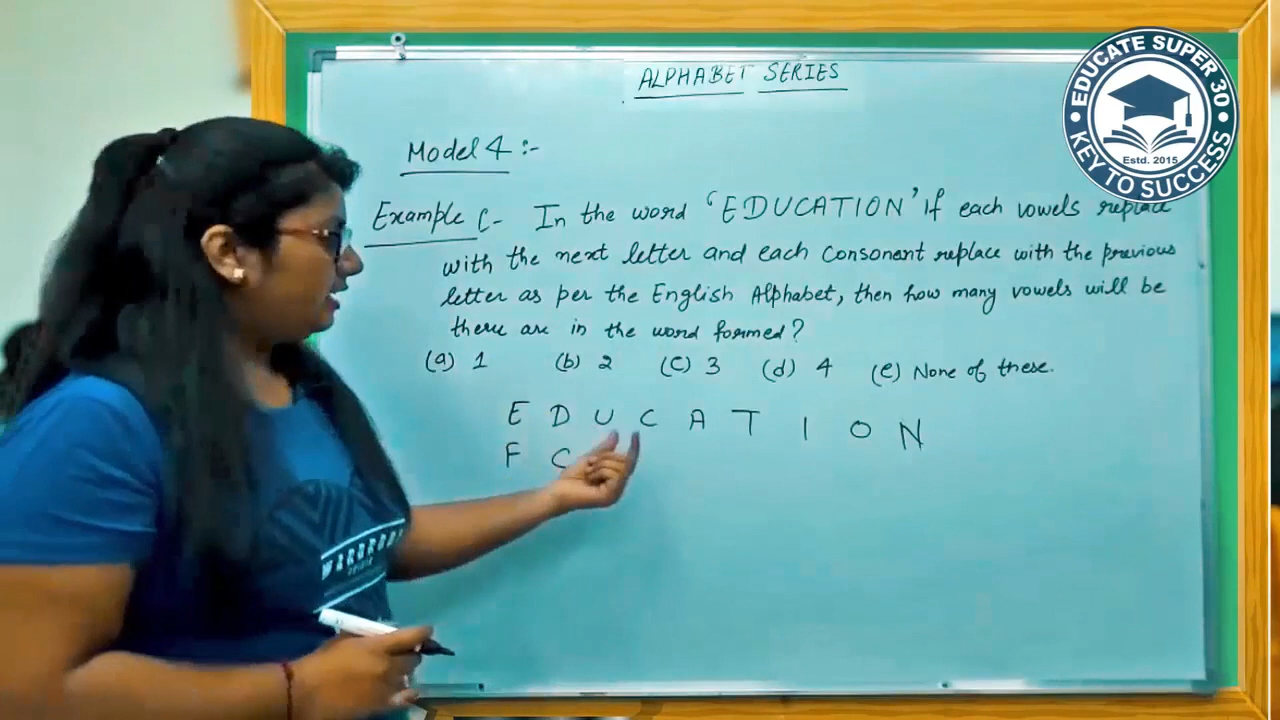 ALPHABET SERIES
EDUCATE SUPER 30
Estd. 2015
KEY TO SUCCESS
Model 4:-
Example :- In the word 'EDUCATION' if each vowels replace
with the next letter and each consonant replace with the previous
letter as per the English Alphabet, then how many vowels will be
there are in the word formed?
(a) 1 (b) 2 (c) 3 (d) 4 (e) None of these.
E D U C A T I O N
F C